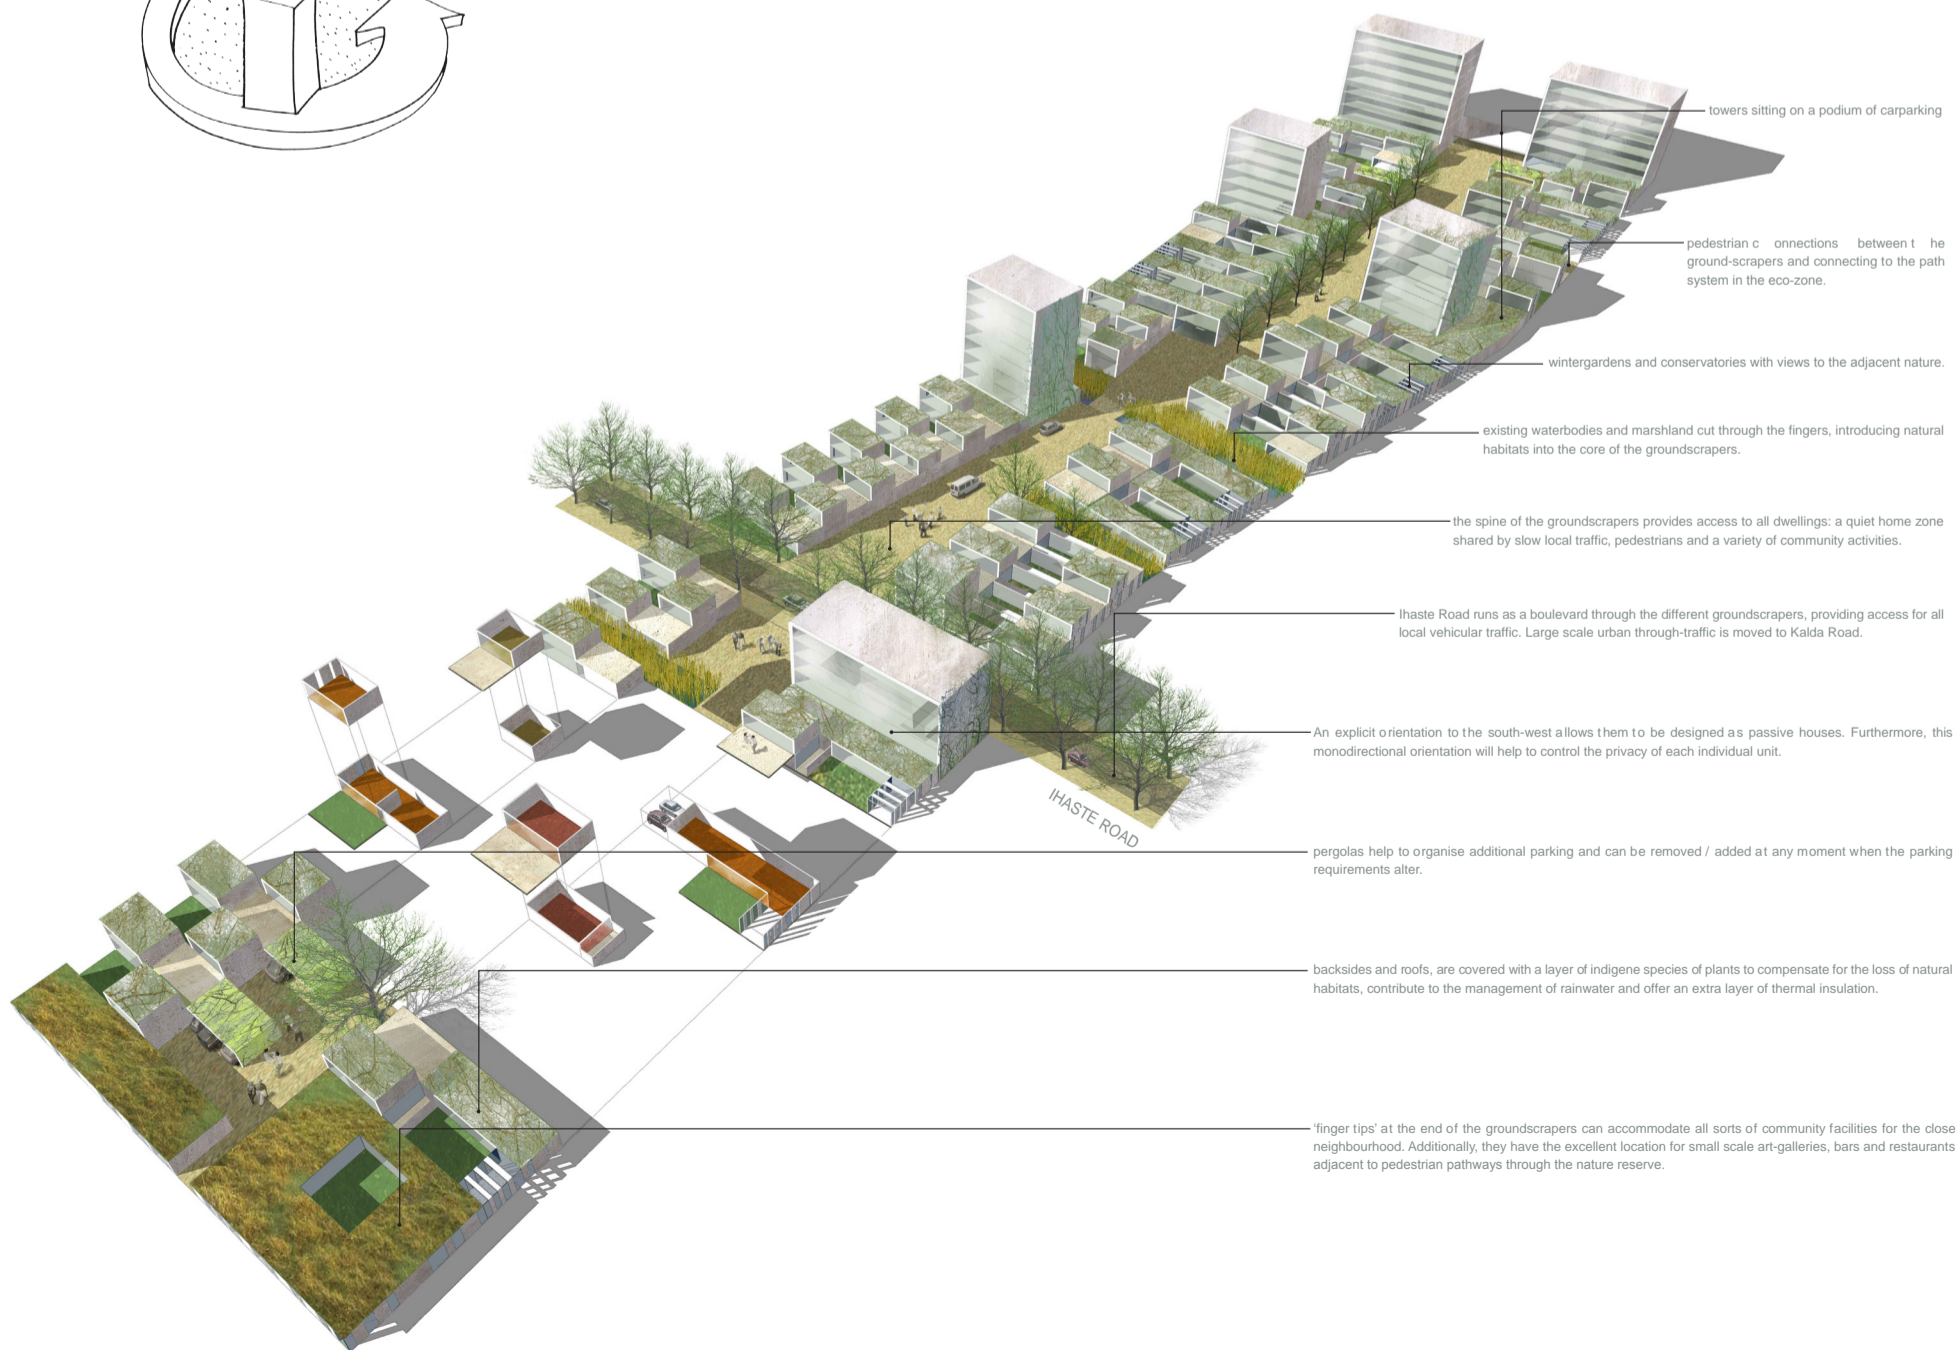 towers sitting on a podium of carparking
pedestrian c onnections between t he
ground-scrapers and connecting to the path
system in the eco-zone.
wintergardens and conservatories with views to the adjacent nature.
existing waterbodies and marshland cut through the fingers, introducing natural
habitats into the core of the groundscrapers.
the spine of the groundscrapers provides access to all dwellings: a quiet home zone
shared by slow local traffic, pedestrians and a variety of community activities.
Ihaste Road runs as a boulevard through the different groundscrapers, providing access for all
local vehicular traffic. Large scale urban through-traffic is moved to Kalda Road.
An explicit orientation to the south-west allows them to be designed as passive houses. Furthermore, this
monodirectional orientation will help to control the privacy of each individual unit.
IHASTE ROAD
pergolas help to organise additional parking and can be removed / added at any moment when the parking
requirements alter.
backsides and roofs, are covered with a layer of indigene species of plants to compensate for the loss of natural
habitats, contribute to the management of rainwater and offer an extra layer of thermal insulation.
'finger tips' at the end of the groundscrapers can accommodate all sorts of community facilities for the close
neighbourhood. Additionally, they have the excellent location for small scale art-galleries, bars and restaurants
adjacent to pedestrian pathways through the nature reserve.